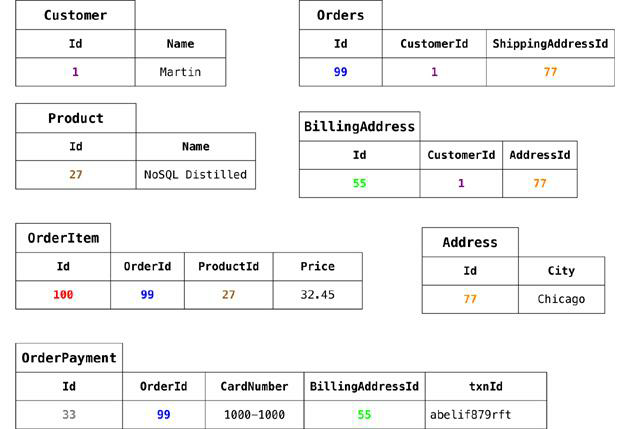 Customer
Id Name
1 Martin
Orders
Id CustomerId ShippingAddressId
99 1 77
Product
Id Name
27 NoSQL Distilled
BillingAddress
Id CustomerId AddressId
55 1 77
OrderItem
Id OrderId ProductId Price
100 99 27 32.45
Address
Id City
77 Chicago
OrderPayment
Id OrderId CardNumber BillingAddressId txnId
33 99 1000-1000 55 abelif879rft